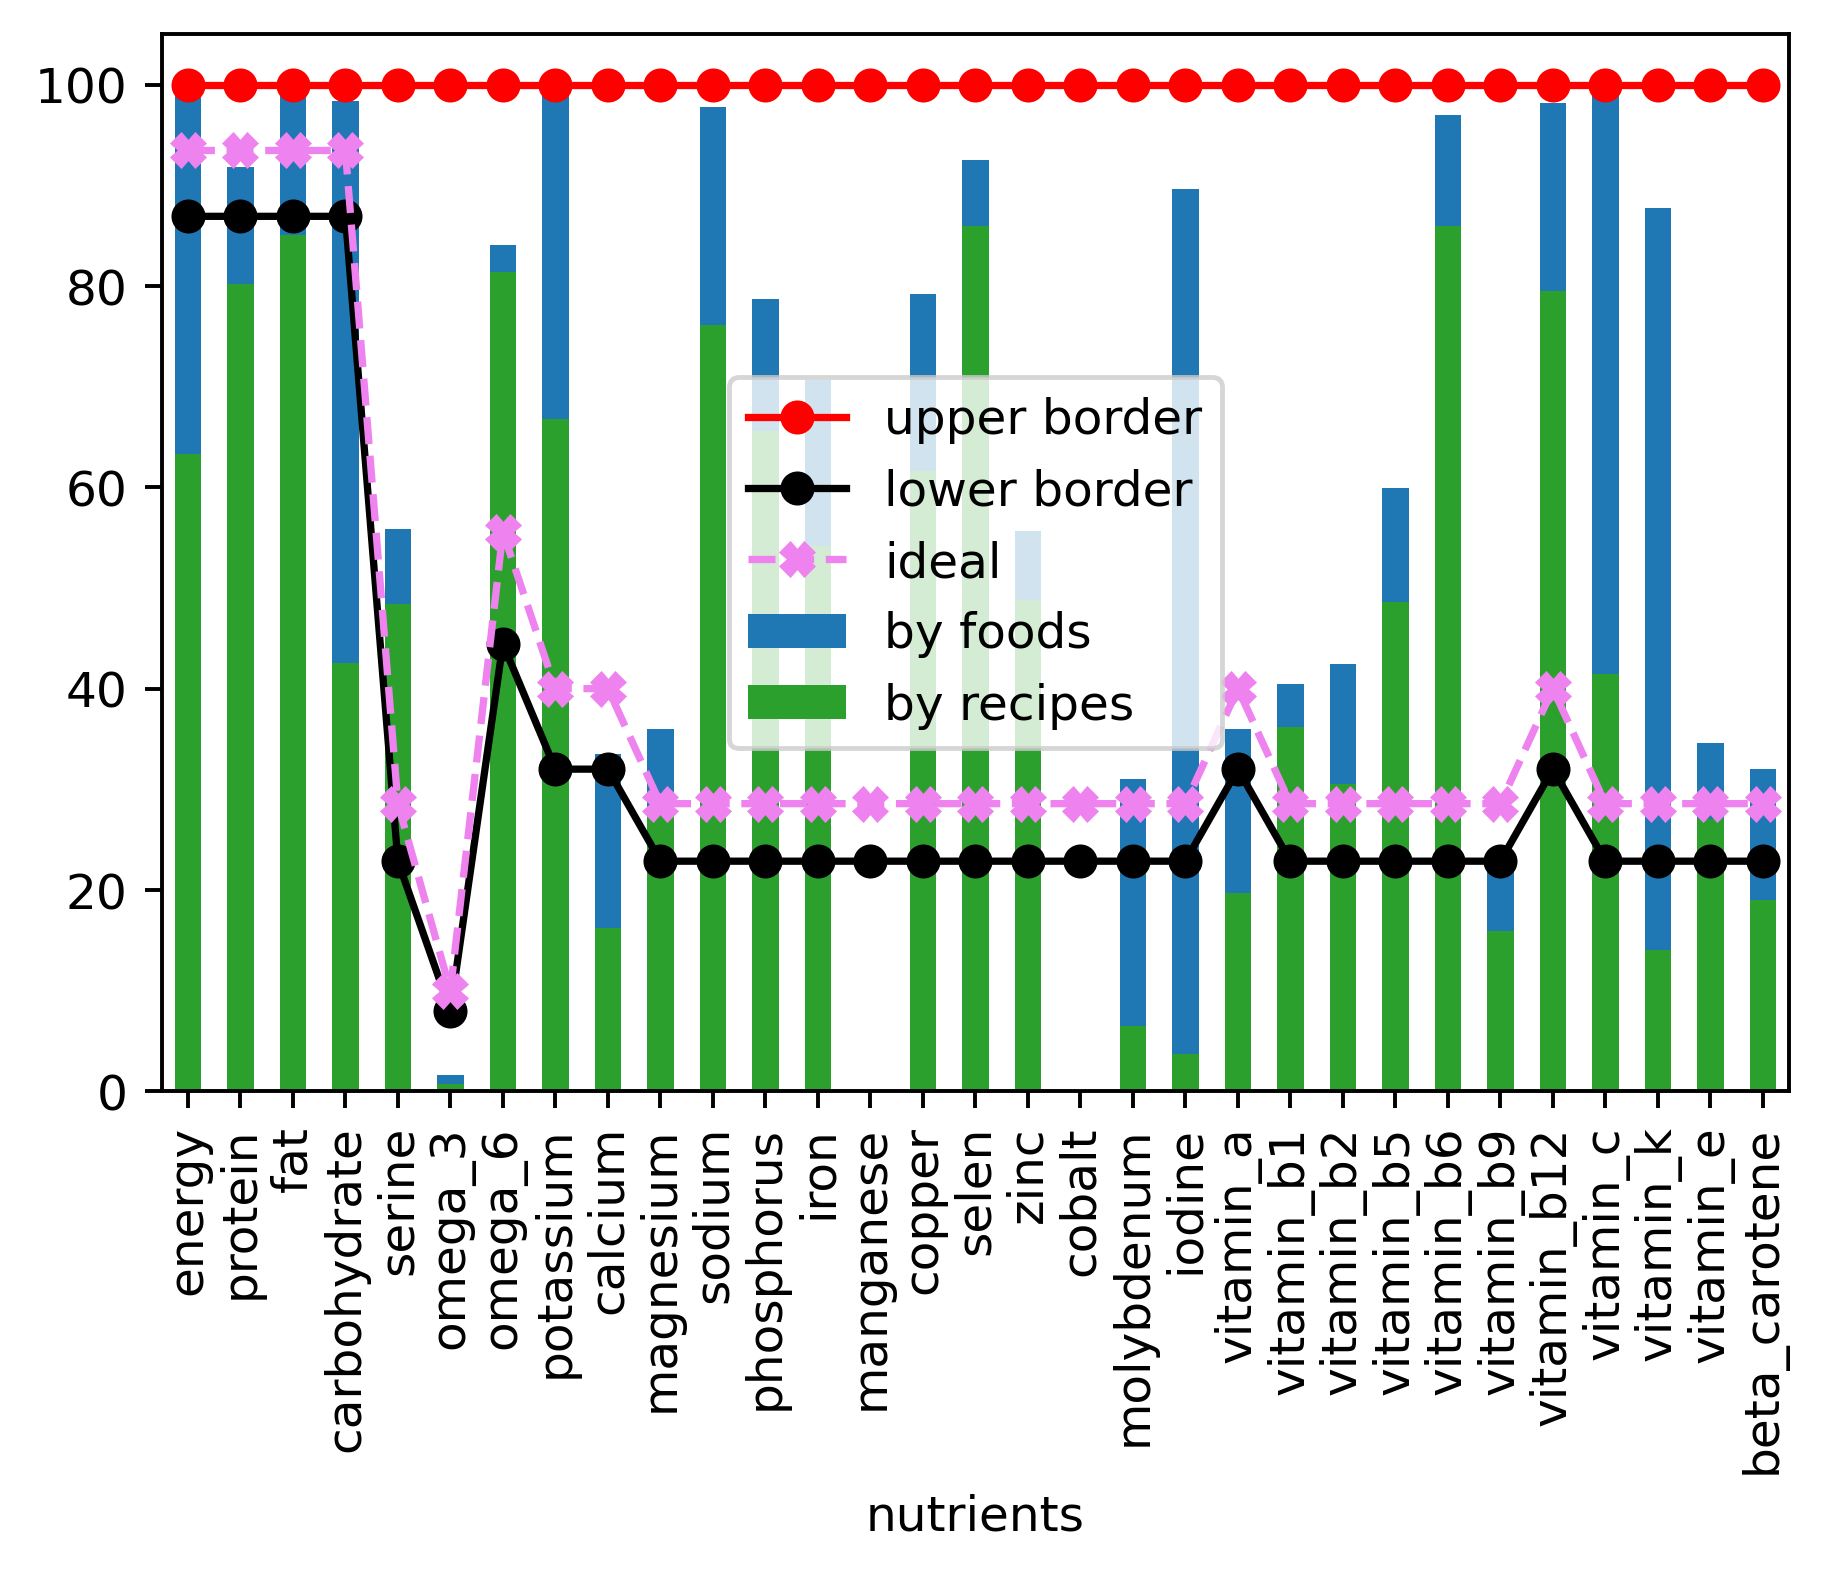 100
80
60
40
20
0
upper border
lower border
ideal
by foods
by recipes
energy
protein
fat
carbohydrate
serine
omega_3
omega_6
potassium
calcium
magnesium
sodium
phosphorus
iron
manganese
copper
selen
zinc
cobalt
molybdenum
iodine
vitamin_a
vitamin_b1
vitamin_b2
vitamin_b5
vitamin_b6
vitamin_b9
vitamin_b12
vitamin_c
vitamin_k
vitamin_e
beta_carotene
nutrients